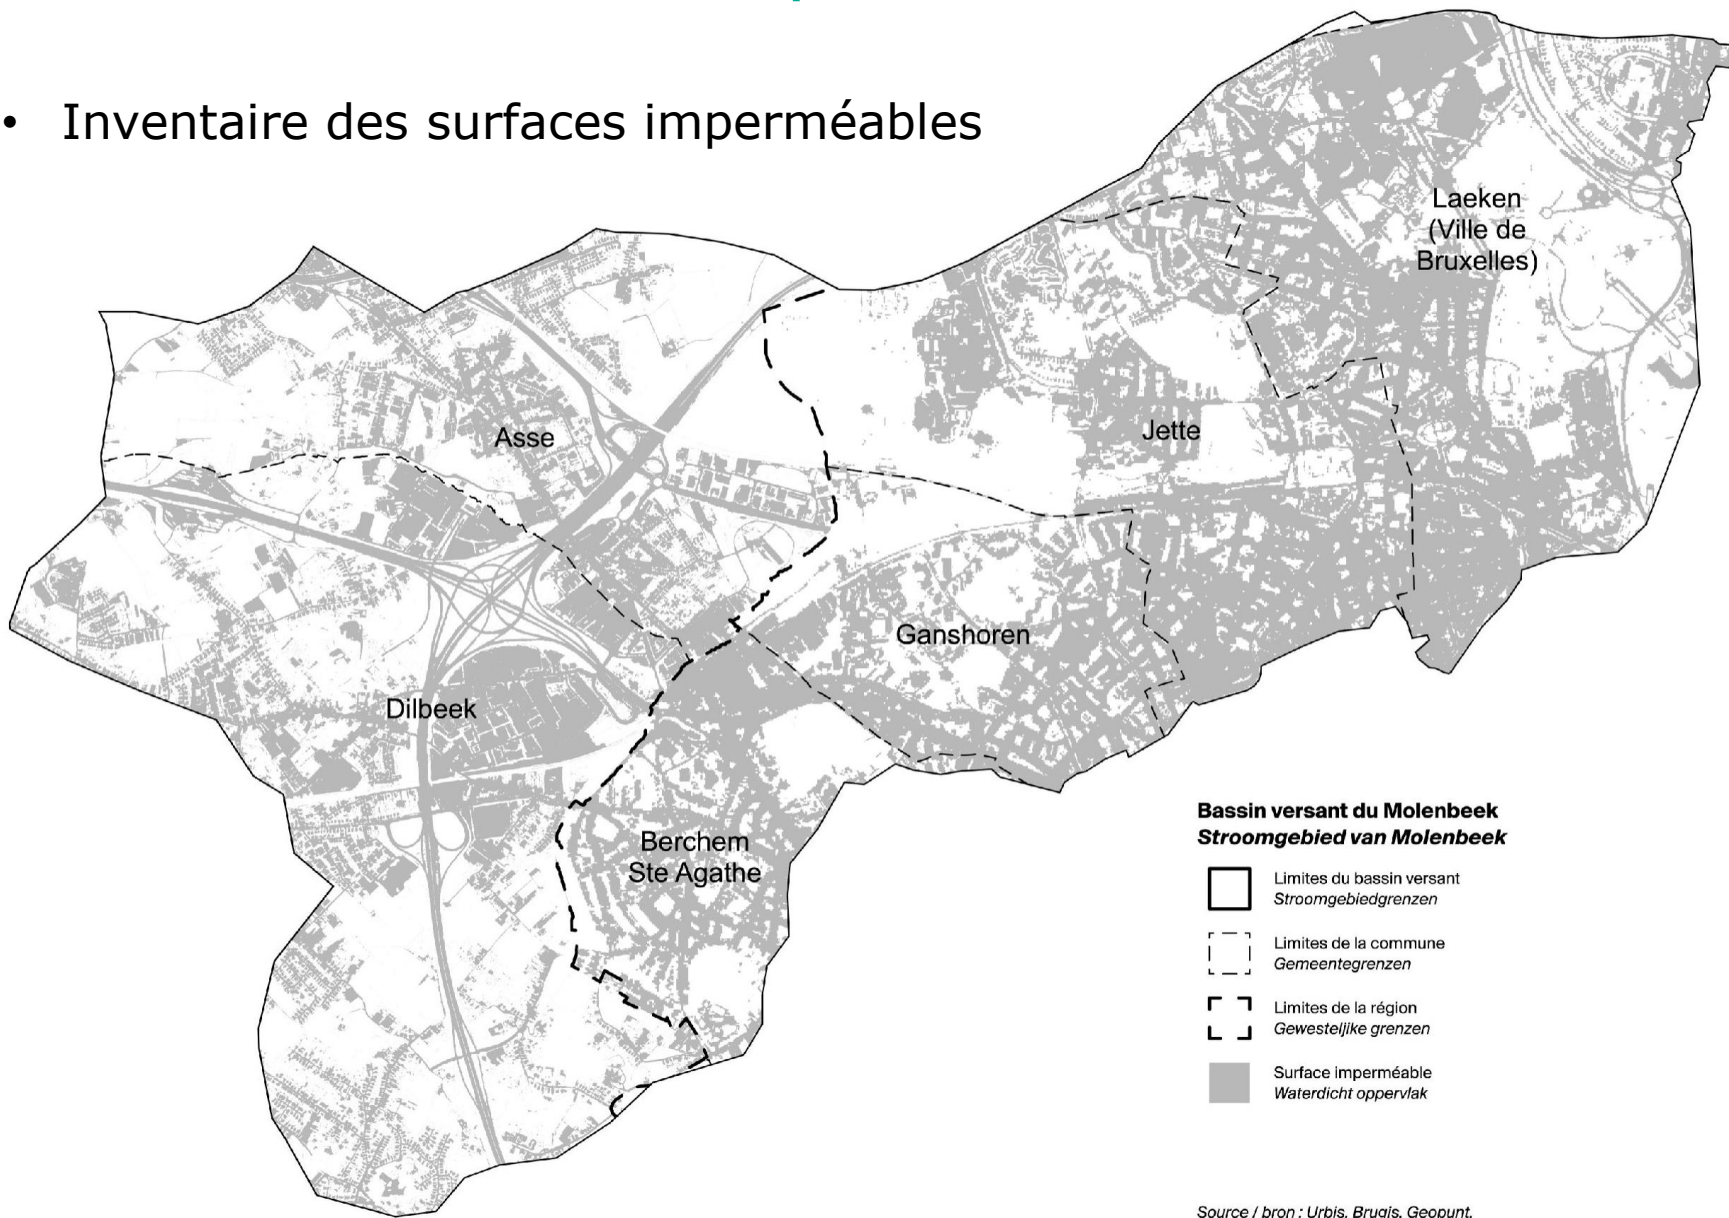 • Inventaire des surfaces imperméables
Laeken
(Ville de
Bruxelles)
Asse
Jette
Ganshoren
Dilbeek
Berchem
Ste Agathe
Bassin versant du Molenbeek
Stroomgebied van Molenbeek
Limites du bassin versant
Stroomgebiedgrenzen
Limites de la commune
Gemeentegrenzen
Limites de la région
Gewesteljike grenzen
Surface imperméable
Waterdicht oppervlak
Source / bron : Urbis, Brugis, Geopunt.